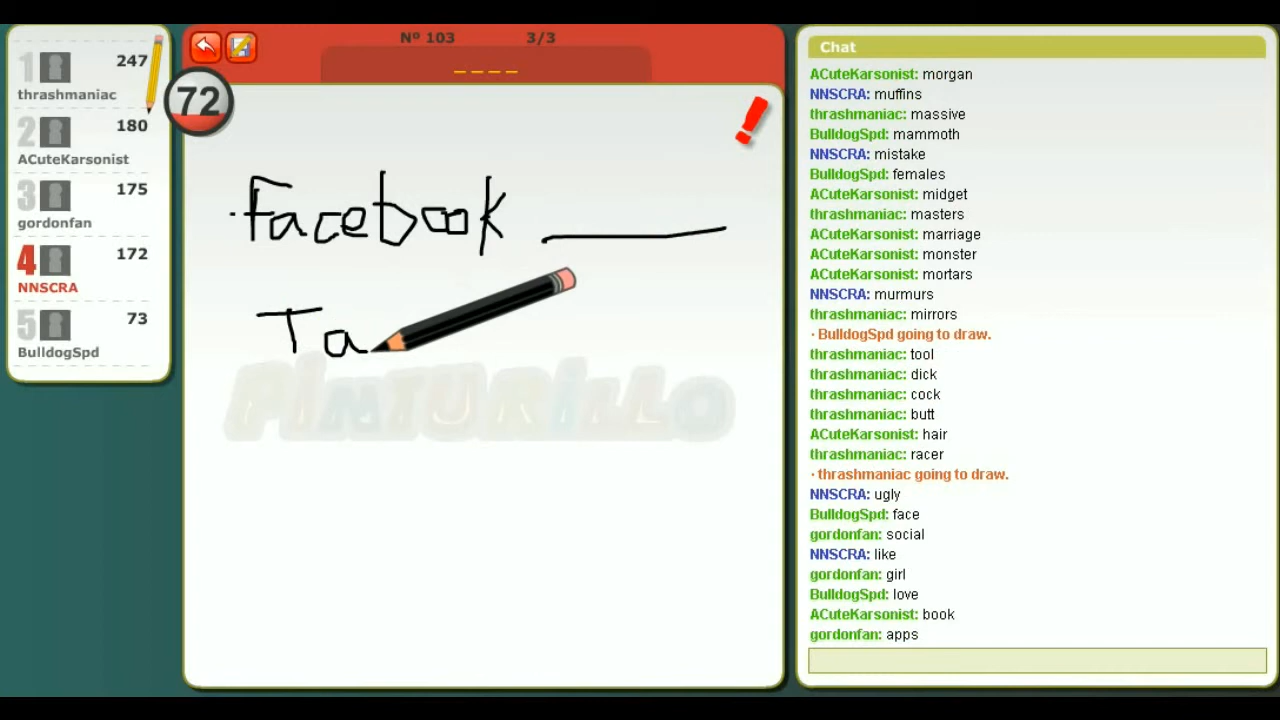 Nº 103 3/3
_ _ _ _
1 247
thrashmaniac
2 180
ACuteKarsonist
3 175
gordonfan
4 172
NNSCRA
5 73
BulldogSpd
72
!
Facebook ____
Ta
PINTURILLO
Chat
ACuteKarsonist: morgan
NNSCRA: muffins
thrashmaniac: massive
BulldogSpd: mammoth
NNSCRA: mistake
BulldogSpd: females
ACuteKarsonist: midget
thrashmaniac: masters
ACuteKarsonist: marriage
ACuteKarsonist: monster
ACuteKarsonist: mortars
NNSCRA: murmurs
thrashmaniac: mirrors
· BulldogSpd going to draw.
thrashmaniac: tool
thrashmaniac: dick
thrashmaniac: cock
thrashmaniac: butt
ACuteKarsonist: hair
thrashmaniac: racer
· thrashmaniac going to draw.
NNSCRA: ugly
BulldogSpd: face
gordonfan: social
NNSCRA: like
gordonfan: girl
BulldogSpd: love
ACuteKarsonist: book
gordonfan: apps